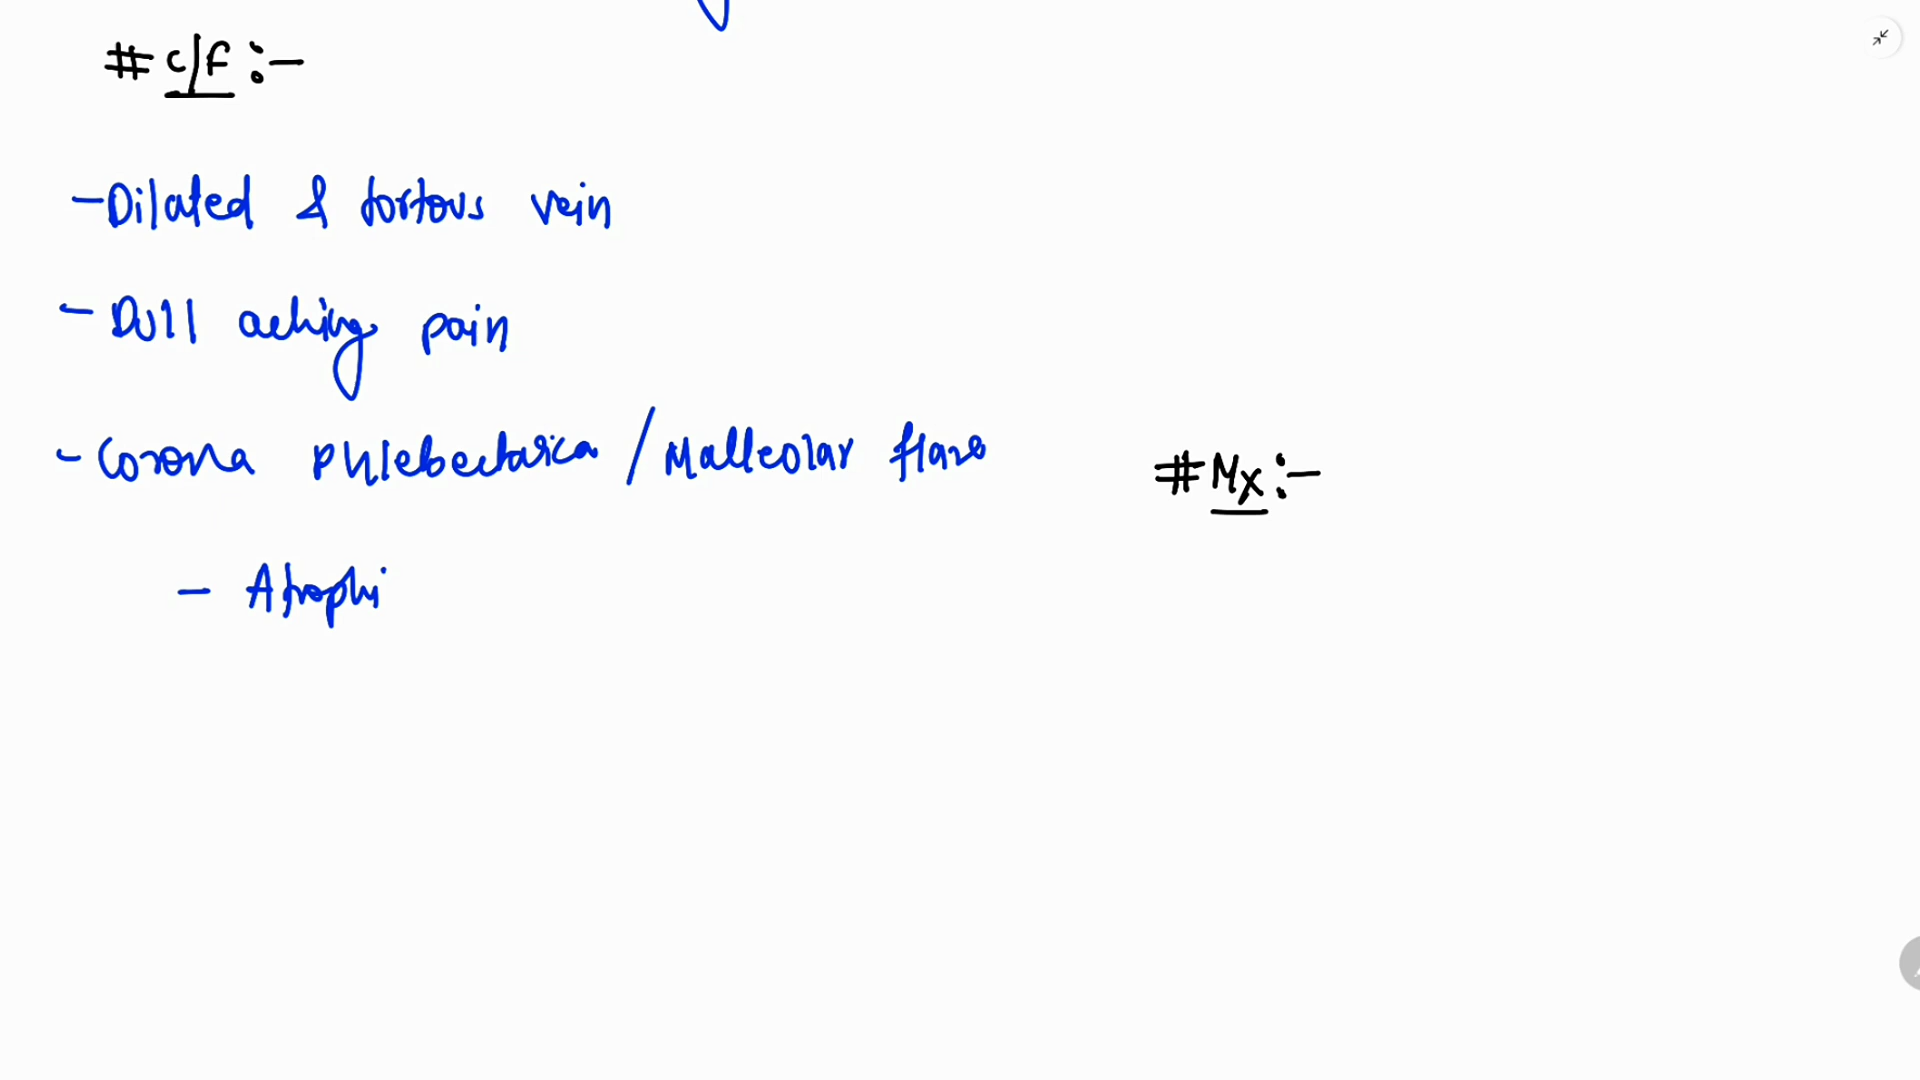 # c/f :-
- Dilated & tortous vein
- Dull aching pain
- Corona phlebectasica / Malleolar flare
# Mx :-
- Atrophi